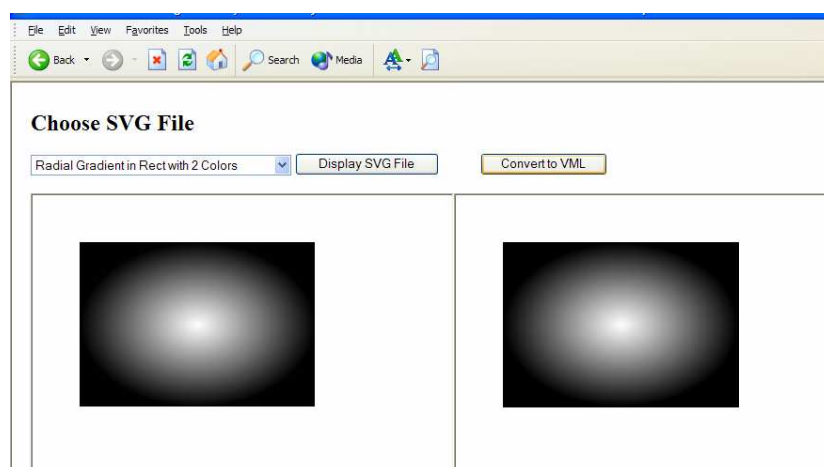 File Edit View Favorites Tools Help
Back Search Media
Choose SVG File
Radial Gradient in Rect with 2 Colors Display SVG File Convert to VML